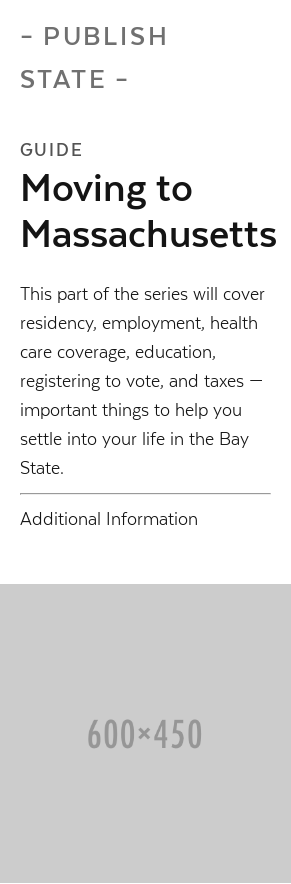 – PUBLISH
STATE –
GUIDE
Moving to
Massachusetts
This part of the series will cover
residency, employment, health
care coverage, education,
registering to vote, and taxes —
important things to help you
settle into your life in the Bay
State.
Additional Information
600×450